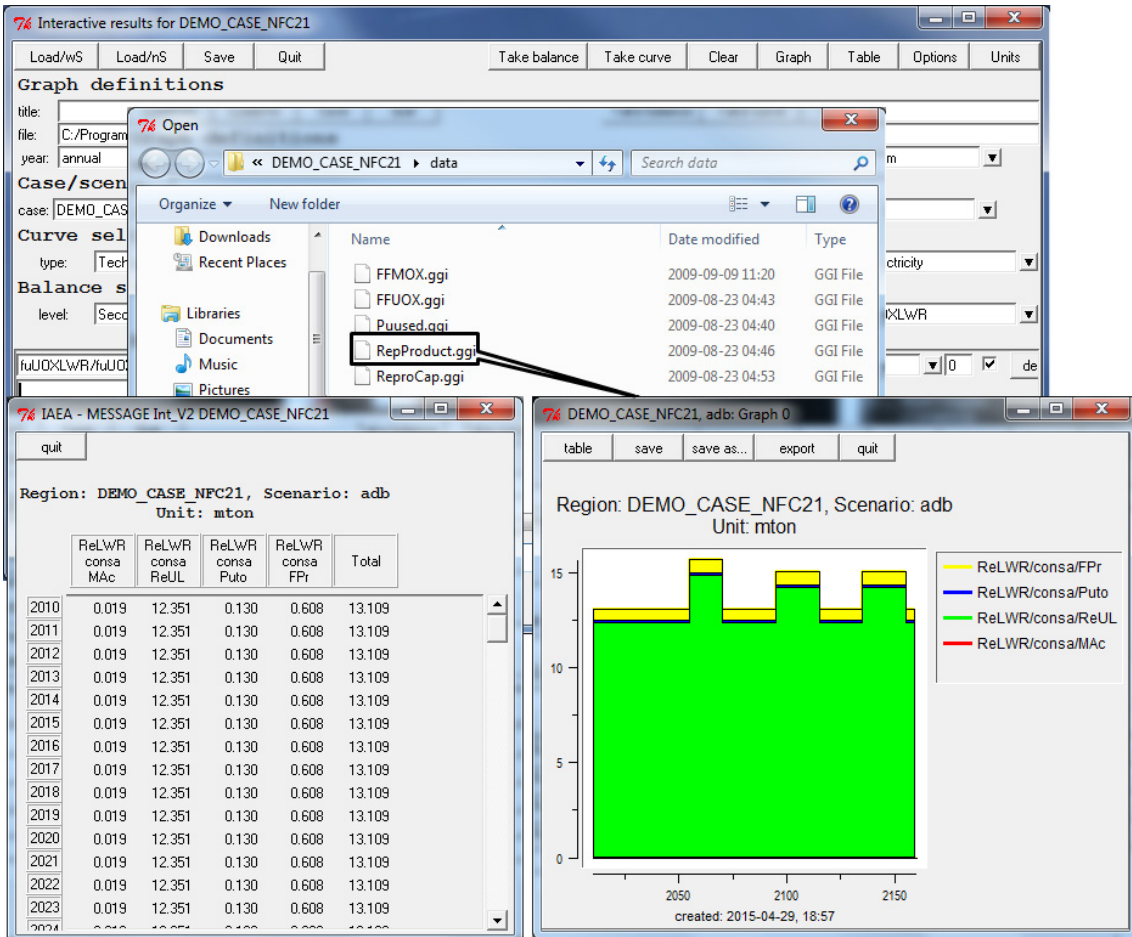 Interactive results for DEMO_CASE_NFC21
Load/wS Load/nS Save Quit Take balance Take curve Clear Graph Table Options Units
Graph definitions
title:
file: C:/Program
year: annual m
Case/scen
case: DEMO_CAS
Curve sel
type: Tech ctricity
Balance s
level: Seco XLWR
fuUOXLWR/fuUO 0 de
Open
« DEMO_CASE_NFC21 data Search data
Organize New folder
Downloads
Recent Places
Libraries
Documents
Music
Pictures
Name Date modified Type
FFMOX.ggi 2009-09-09 11:20 GGI File
FFUOX.ggi 2009-08-23 04:43 GGI File
Puused.ggi 2009-08-23 04:40 GGI File
RepProduct.ggi 2009-08-23 04:46 GGI File
ReproCap.ggi 2009-08-23 04:53 GGI File
IAEA - MESSAGE Int_V2 DEMO_CASE_NFC21
quit
Region: DEMO_CASE_NFC21, Scenario: adb
Unit: mton
ReLWR ReLWR ReLWR ReLWR
consa consa consa consa Total
MAc ReUL Puto FPr
2010 0.019 12.351 0.130 0.608 13.109
2011 0.019 12.351 0.130 0.608 13.109
2012 0.019 12.351 0.130 0.608 13.109
2013 0.019 12.351 0.130 0.608 13.109
2014 0.019 12.351 0.130 0.608 13.109
2015 0.019 12.351 0.130 0.608 13.109
2016 0.019 12.351 0.130 0.608 13.109
2017 0.019 12.351 0.130 0.608 13.109
2018 0.019 12.351 0.130 0.608 13.109
2019 0.019 12.351 0.130 0.608 13.109
2020 0.019 12.351 0.130 0.608 13.109
2021 0.019 12.351 0.130 0.608 13.109
2022 0.019 12.351 0.130 0.608 13.109
2023 0.019 12.351 0.130 0.608 13.109
DEMO_CASE_NFC21, adb: Graph 0
table save save as... export quit
Region: DEMO_CASE_NFC21, Scenario: adb
Unit: mton
15
10
5
0
2050 2100 2150
created: 2015-04-29, 18:57
ReLWR/consa/FPr
ReLWR/consa/Puto
ReLWR/consa/ReUL
ReLWR/consa/MAc